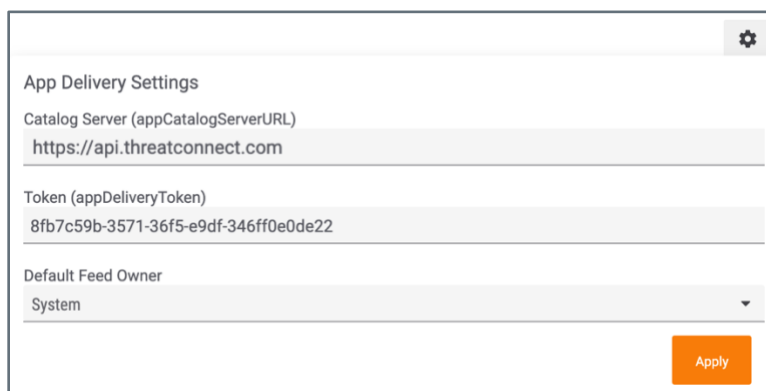 App Delivery Settings
Catalog Server (appCatalogServerURL)
https://api.threatconnect.com
Token (appDeliveryToken)
8fb7c59b-3571-36f5-e9df-346ff0e0de22
Default Feed Owner
System
Apply